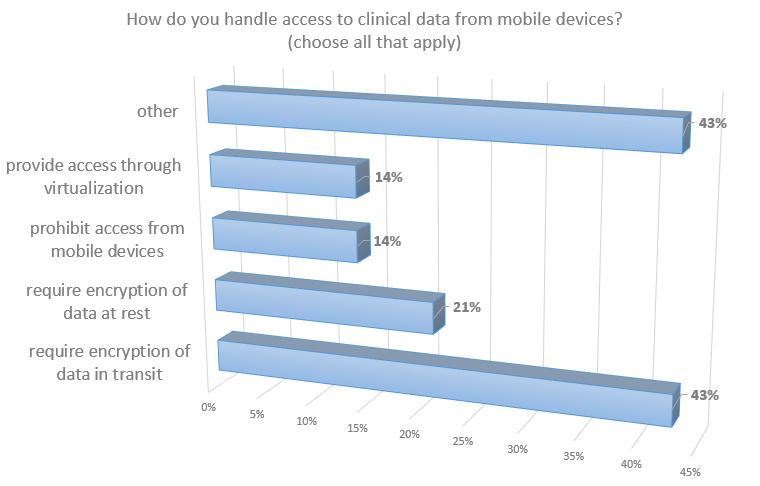 How do you handle access to clinical data from mobile devices?
(choose all that apply)
other
43%
provide access through
virtualization
14%
prohibit access from
mobile devices
14%
require encryption of
data at rest
21%
require encryption of
data in transit
43%
0%
5%
10%
15%
20%
25%
30%
35%
40%
45%